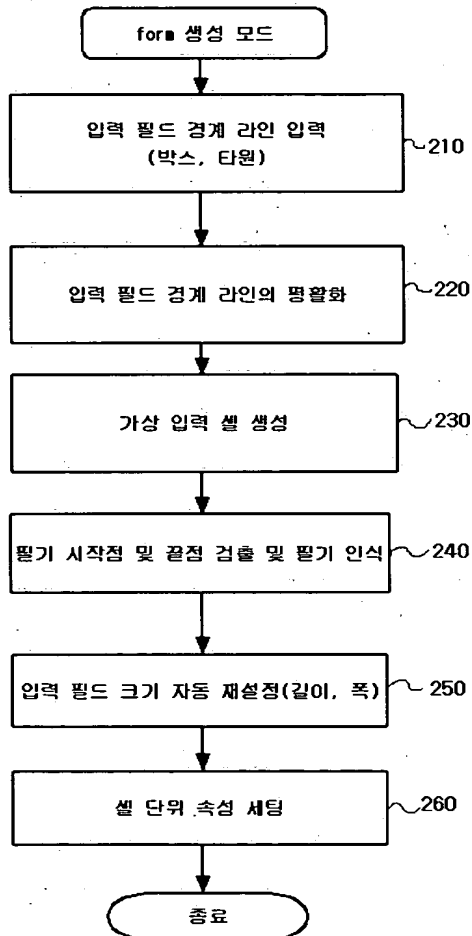 form 생성 모드
입력 필드 경계 라인 입력
(박스, 타원)
210
입력 필드 경계 라인의 평활화
220
가상 입력 셀 생성
230
필기 시작점 및 끝점 검출 및 필기 인식
240
입력 필드 크기 자동 재설정(길이, 폭)
250
셀 단위 속성 세팅
260
종료